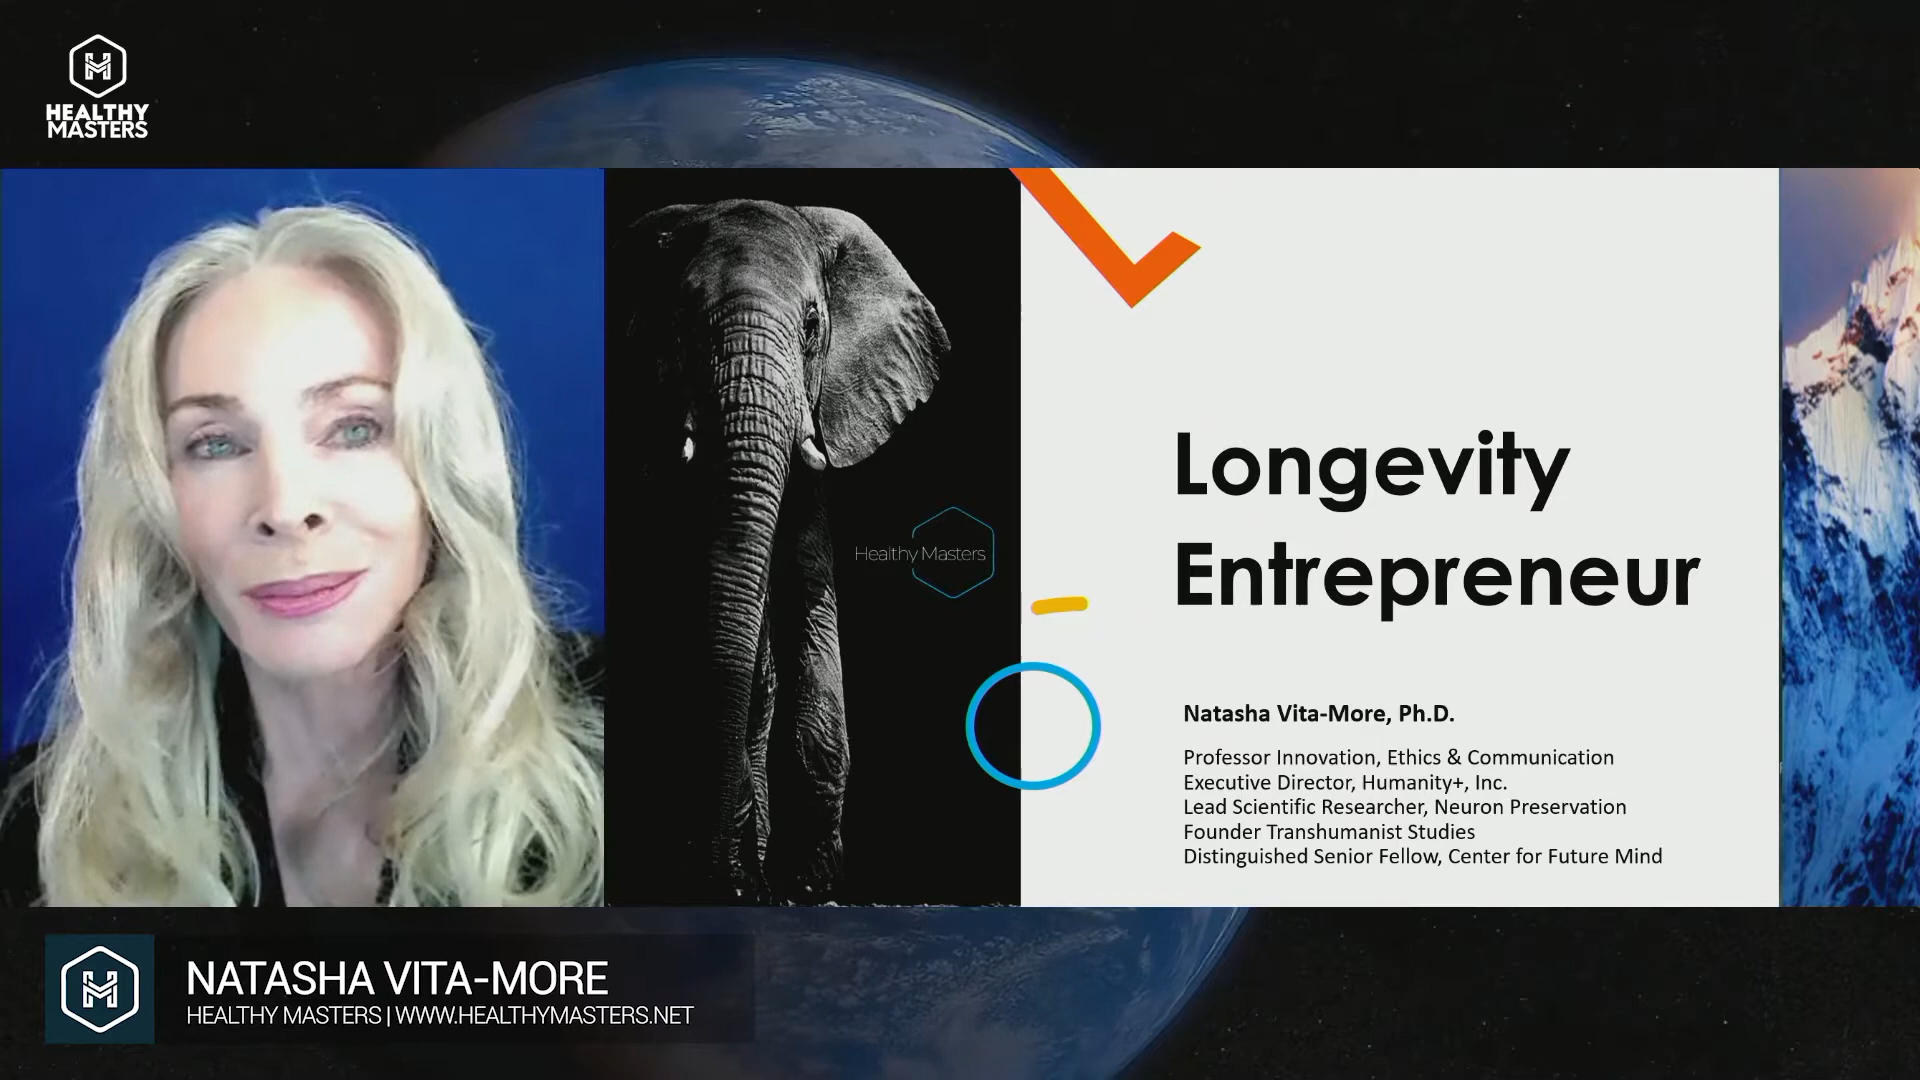 HEALTHY
MASTERS
Healthy Masters
Longevity
Entrepreneur
Natasha Vita-More, Ph.D.
Professor Innovation, Ethics & Communication
Executive Director, Humanity+, Inc.
Lead Scientific Researcher, Neuron Preservation
Founder Transhumanist Studies
Distinguished Senior Fellow, Center for Future Mind
NATASHA VITA-MORE
HEALTHY MASTERS | WWW.HEALTHYMASTERS.NET